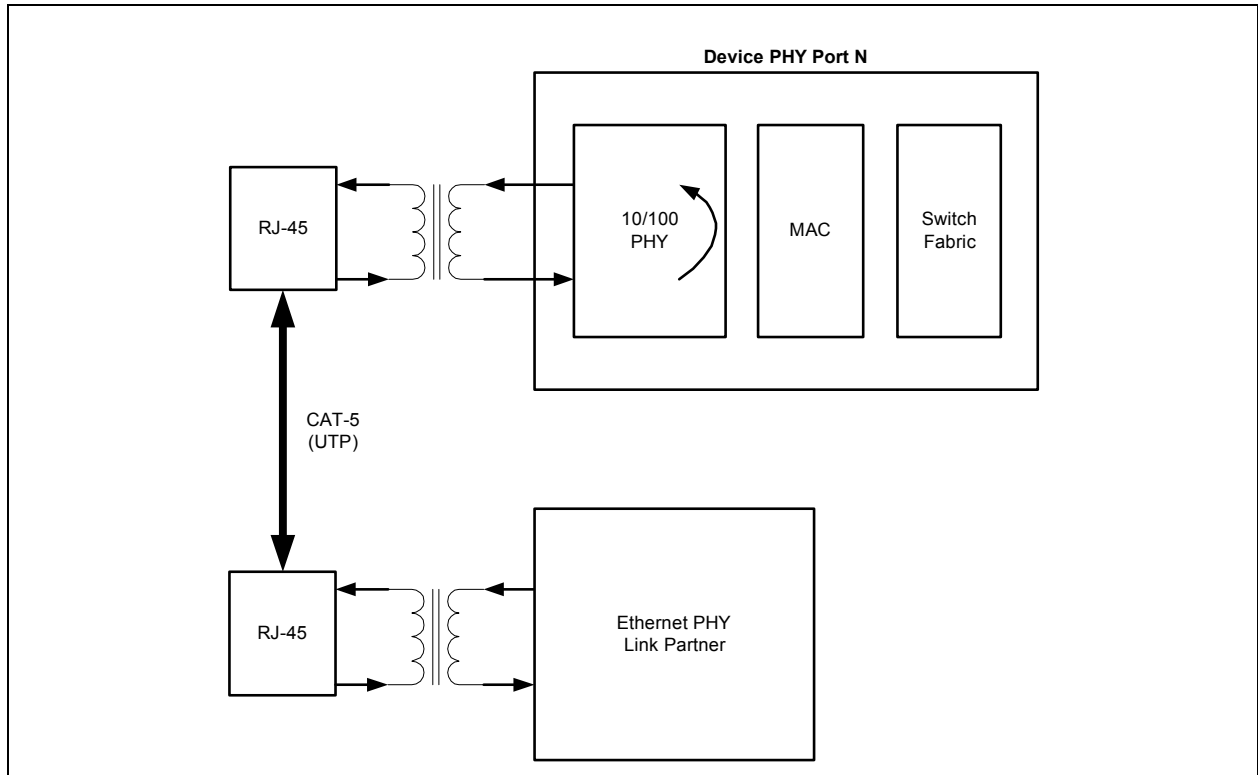 Device PHY Port N
RJ-45
10/100
PHY
MAC
Switch
Fabric
CAT-5
(UTP)
RJ-45
Ethernet PHY
Link Partner